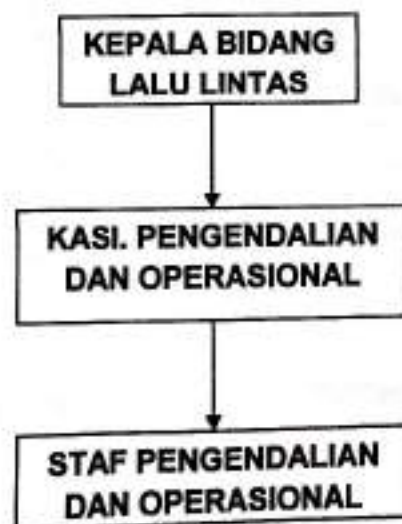 KEPALA BIDANG
LALU LINTAS
KASI. PENGENDALIAN
DAN OPERASIONAL
STAF PENGENDALIAN
DAN OPERASIONAL